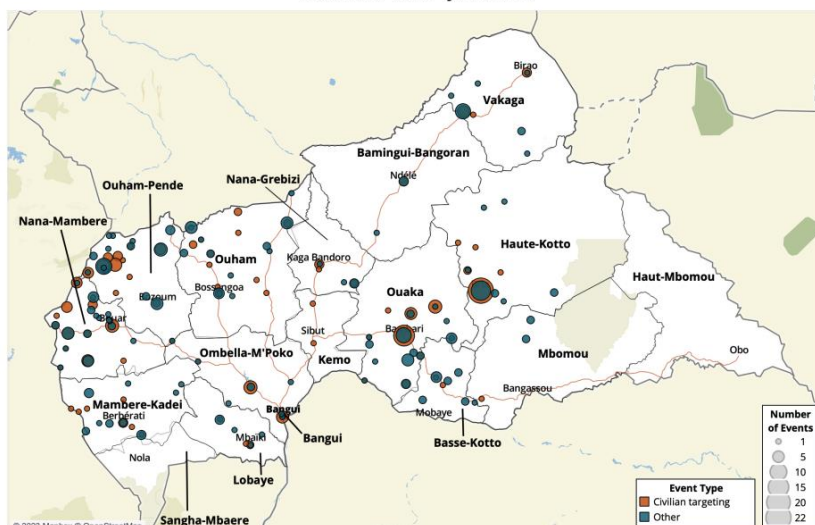 Birao
Vakaga
Bamingui-Bangoran
Nana-Grebizi
Ndélé
Ouham-Pende
Nana-Mambere
Haute-Kotto
Ouham
Kaga Bandoro
Haut-Mbomou
Bossangoa
Ouaka
Bozoum
Bouar
Sibut
Bambari
Ombella-M'Poko
Kemo
Mbomou
Obo
Bangassou
Mambere-Kadei
Bangui
Mobaye
Berbérati
Bangui
Basse-Kotto
Mbaïki
Nola
Lobaye
Sangha-Mbaere
Number
of Events
1
5
10
15
20
22
Event Type
Civilian targeting
Other